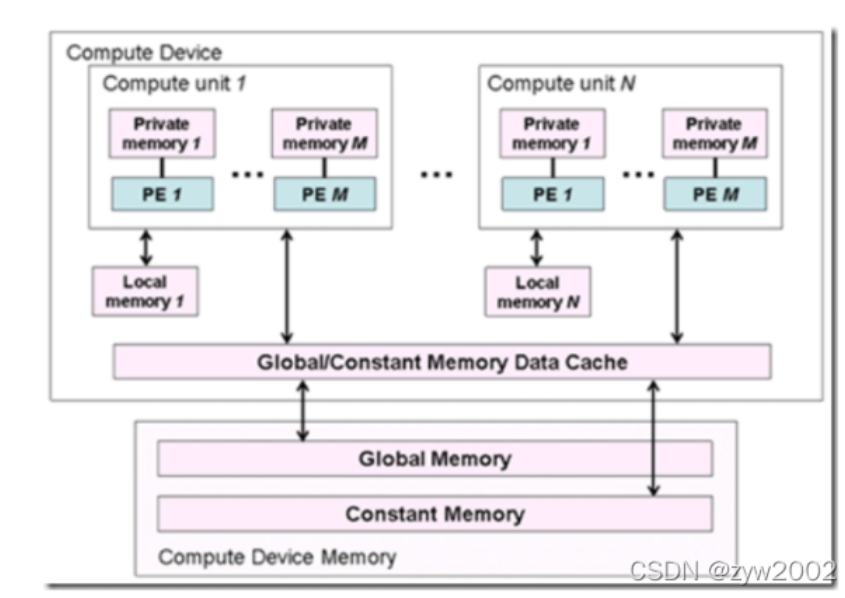 Compute Device
Compute unit 1
Compute unit N
Private
memory 1
Private
memory M
Private
memory 1
Private
memory M
...
...
...
PE 1
PE M
PE 1
PE M
Local
memory 1
Local
memory N
Global/Constant Memory Data Cache
Global Memory
Constant Memory
Compute Device Memory
CSDN @zyw2002